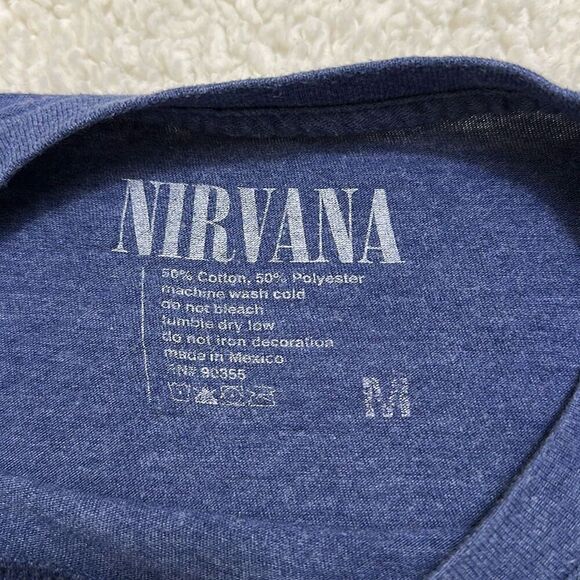 NIRVANA
50% Cotton, 50% Polyester
machine wash cold
do not bleach
tumble dry low
do not iron decoration
made in Mexico
RN# 90355
M